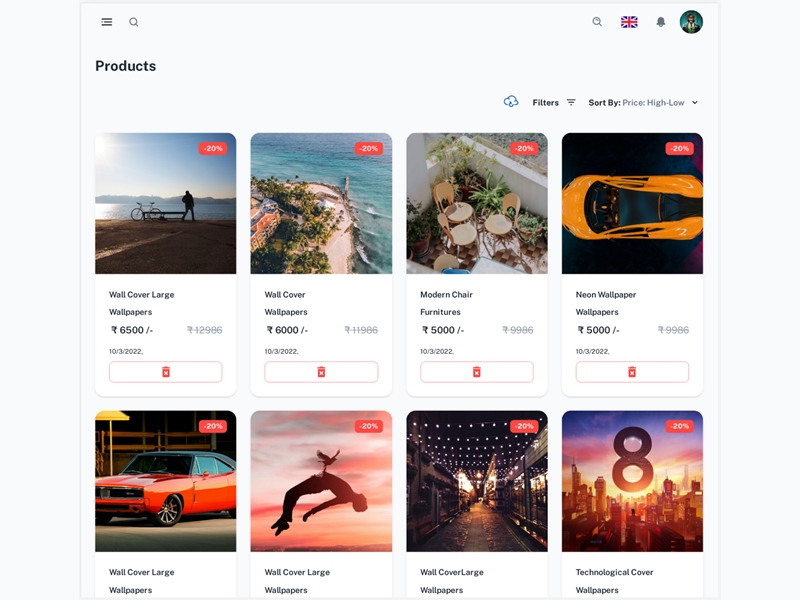 Products
Filters
Sort By: Price: High-Low
-20%
-20%
-20%
-20%
Wall Cover Large
Wallpapers
₹ 6500 /-
₹ 12986
10/3/2022,
Wall Cover
Wallpapers
₹ 6000 /-
₹ 11986
10/3/2022,
Modern Chair
Furnitures
₹ 5000 /-
₹ 9986
10/3/2022,
Neon Wallpaper
Wallpapers
₹ 5000 /-
₹ 9986
10/3/2022,
-20%
-20%
-20%
-20%
8
Wall Cover Large
Wallpapers
Wall Cover Large
Wallpapers
Wall CoverLarge
Wallpapers
Technological Cover
Wallpapers